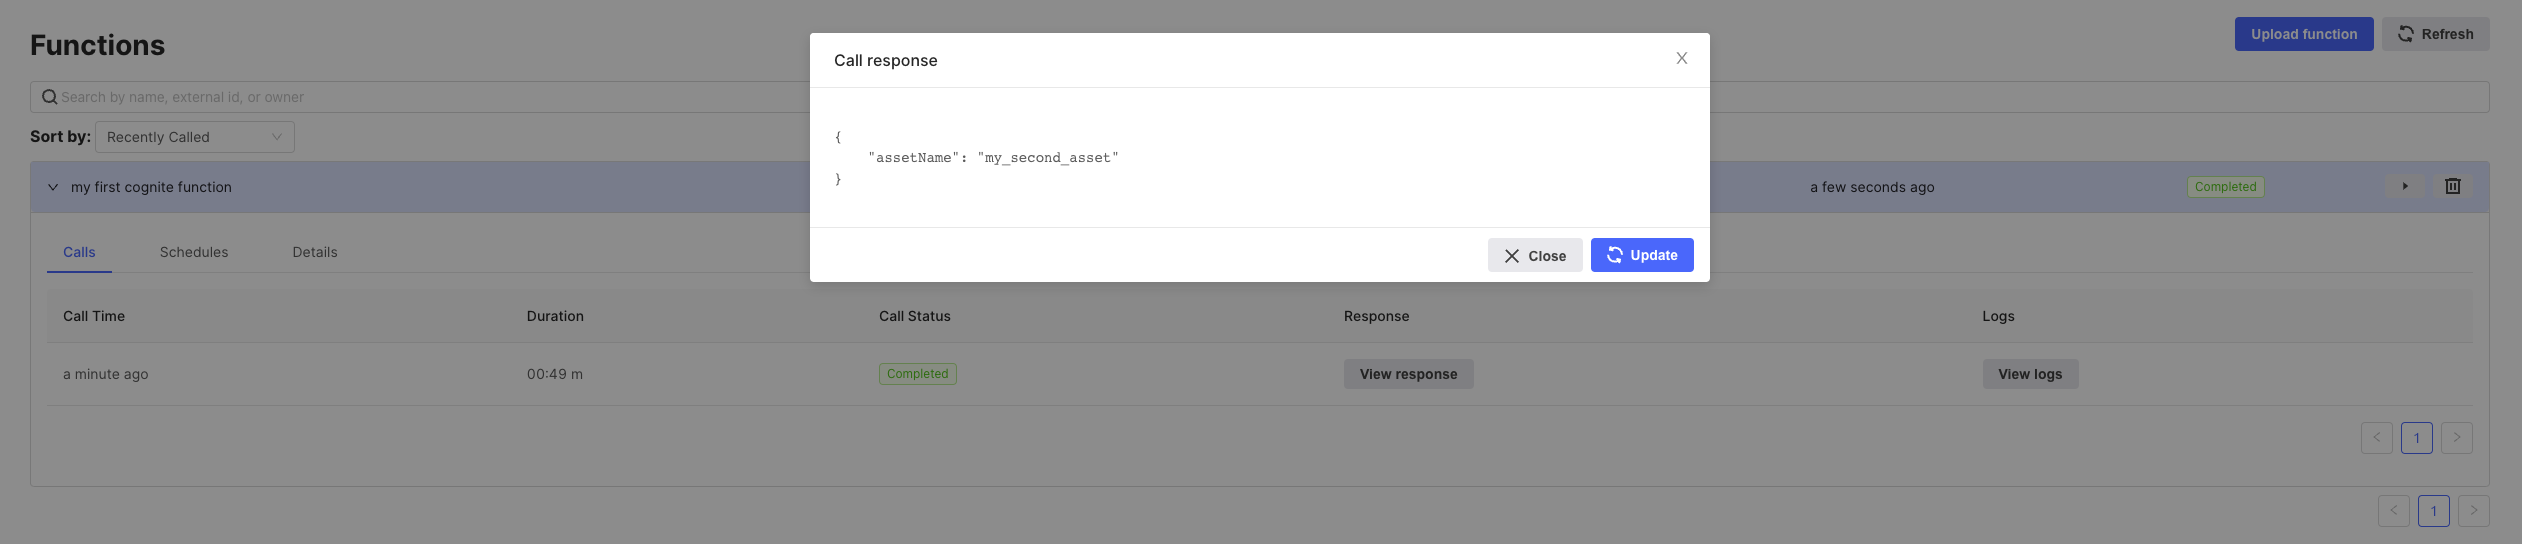 Functions
Upload function
Refresh
Call response
X
Search by name, external id, or owner
Sort by: Recently Called
{
"assetName": "my_second_asset"
}
my first cognite function
a few seconds ago
Completed
Close
Update
Calls
Schedules
Details
Call Time
Duration
Call Status
Response
Logs
a minute ago
00:49 m
Completed
View response
View logs
< 1 >
< 1 >